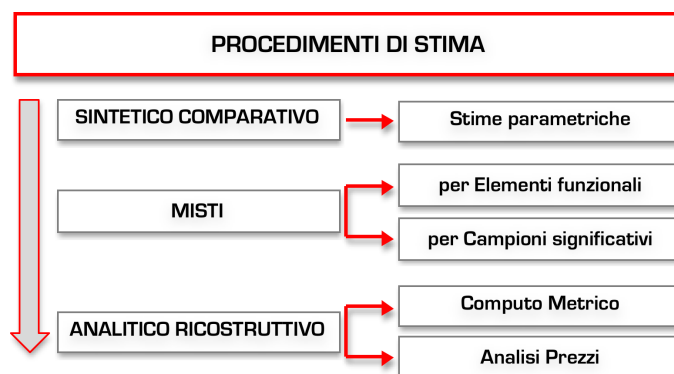 PROCEDIMENTI DI STIMA
SINTETICO COMPARATIVO
Stime parametriche
MISTI
per Elementi funzionali
per Campioni significativi
ANALITICO RICOSTRUTTIVO
Computo Metrico
Analisi Prezzi